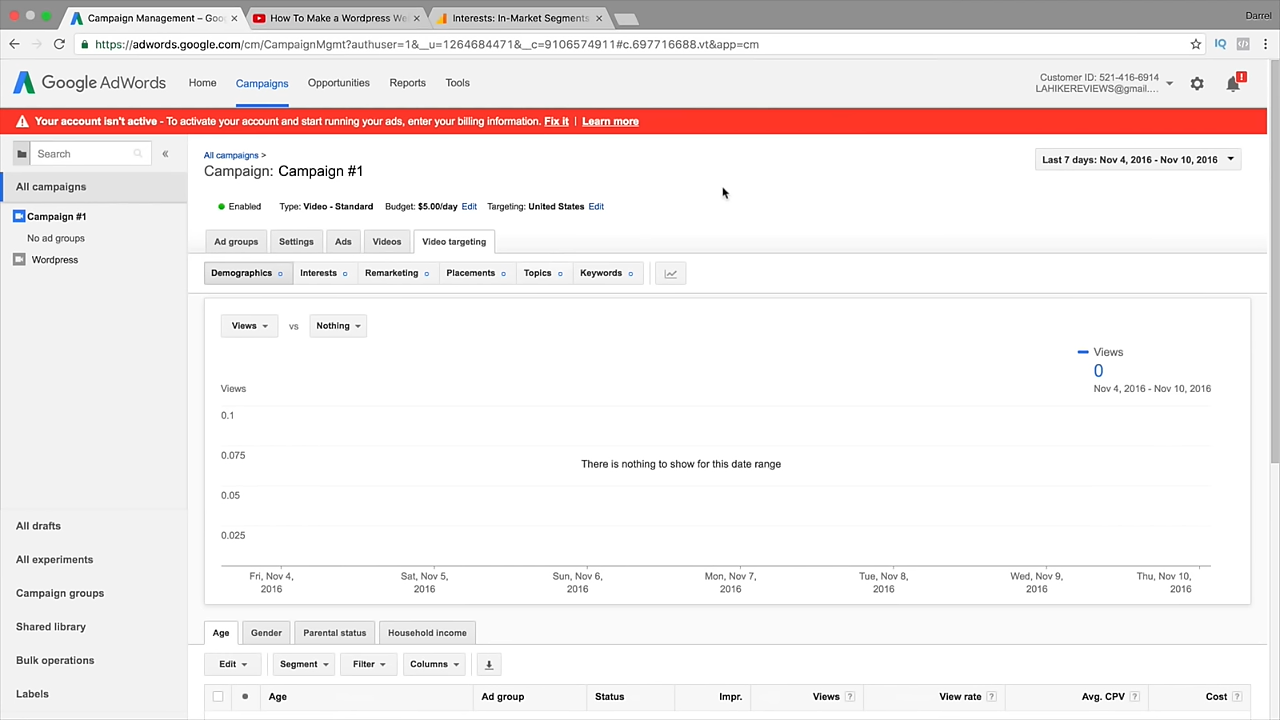 Campaign Management – Goo
How To Make a Wordpress We
Interests: In-Market Segments
Darrel
https://adwords.google.com/cm/CampaignMgmt?authuser=1&__u=1264684471&__c=9106574911#c.697716688.vt&app=cm
IQ
Google AdWords
Home
Campaigns
Opportunities
Reports
Tools
Customer ID: 521-416-6914
LAHIKEREVIEWS@gmail....
!
Your account isn't active - To activate your account and start running your ads, enter your billing information. Fix it | Learn more
Search
«
All campaigns
Campaign #1
No ad groups
Wordpress
All drafts
All experiments
Campaign groups
Shared library
Bulk operations
Labels
All campaigns >
Campaign: Campaign #1
Last 7 days: Nov 4, 2016 - Nov 10, 2016
Enabled Type: Video - Standard Budget: $5.00/day Edit Targeting: United States Edit
Ad groups
Settings
Ads
Videos
Video targeting
Demographics
Interests
Remarketing
Placements
Topics
Keywords
Views vs Nothing
Views
0
Nov 4, 2016 - Nov 10, 2016
Views
0.1
0.075
0.05
0.025
There is nothing to show for this date range
Fri, Nov 4, 2016
Sat, Nov 5, 2016
Sun, Nov 6, 2016
Mon, Nov 7, 2016
Tue, Nov 8, 2016
Wed, Nov 9, 2016
Thu, Nov 10, 2016
Age
Gender
Parental status
Household income
Edit
Segment
Filter
Columns
Age
Ad group
Status
Impr.
Views ?
View rate ?
Avg. CPV ?
Cost ?